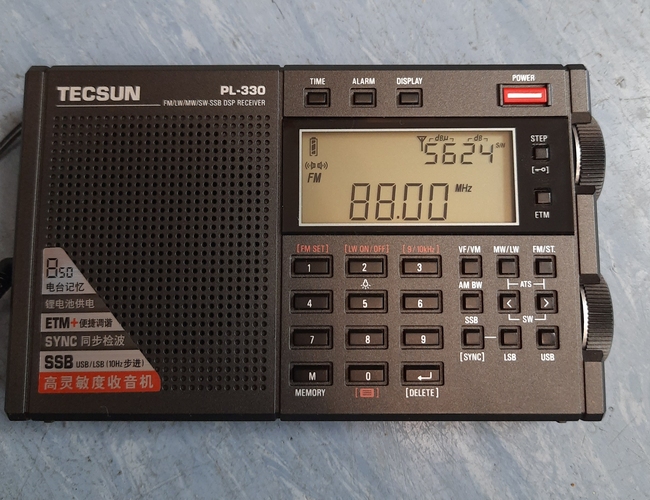 TECSUN PL-330
FM/LW/MW/SW-SSB DSP RECEIVER
TIME ALARM DISPLAY POWER
dBμ dB
5624 S/N
FM
88.00 MHz
STEP
ETM
[FM SET] [LW ON/OFF] [9/10kHz] VF/VM MW/LW FM/ST.
1 2 3
AM BW ATS
4 5 6 < >
SSB SW
7 8 9
[SYNC] LSB USB
M 0
MEMORY [DELETE]
850
电台记忆
锂电池供电
ETM+便捷调谐
SYNC 同步检波
SSB USB/LSB (10Hz步进)
高灵敏度收音机